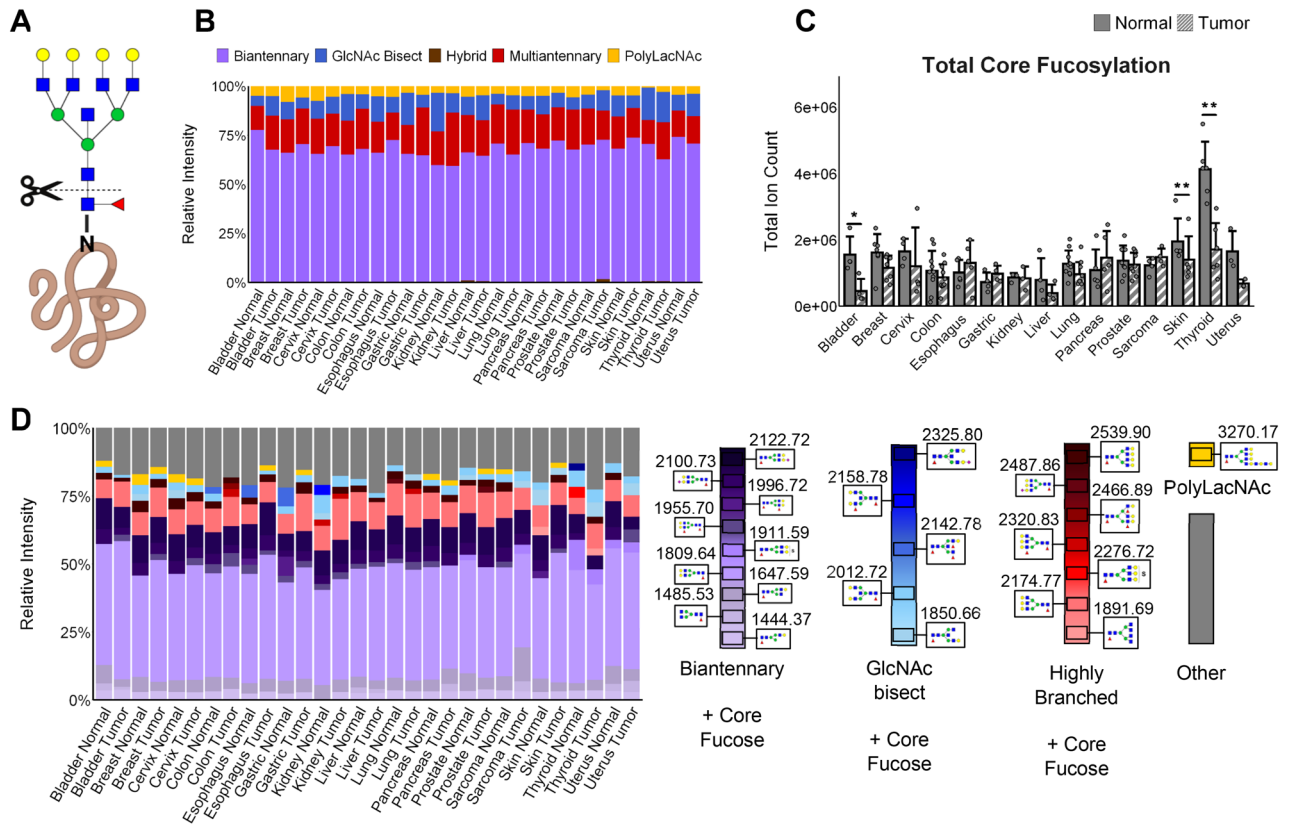 A
B
Biantennary
GlcNAc Bisect
Hybrid
Multiantennary
PolyLacNAc
Relative Intensity
100%
75%
50%
25%
0%
Bladder Normal
Bladder Tumor
Breast Normal
Breast Tumor
Cervix Normal
Cervix Tumor
Colon Normal
Colon Tumor
Esophagus Normal
Esophagus Tumor
Gastric Normal
Gastric Tumor
Kidney Normal
Kidney Tumor
Liver Normal
Liver Tumor
Lung Normal
Lung Tumor
Pancreas Normal
Pancreas Tumor
Prostate Normal
Prostate Tumor
Sarcoma Normal
Sarcoma Tumor
Skin Normal
Skin Tumor
Thyroid Normal
Thyroid Tumor
Uterus Normal
Uterus Tumor
N
C
Normal
Tumor
Total Core Fucosylation
Total Ion Count
6e+06
4e+06
2e+06
0e+00
*
**
**
Bladder
Breast
Cervix
Colon
Esophagus
Gastric
Kidney
Liver
Lung
Pancreas
Prostate
Sarcoma
Skin
Thyroid
Uterus
D
Relative Intensity
100%
75%
50%
25%
0%
Bladder Normal
Bladder Tumor
Breast Normal
Breast Tumor
Cervix Normal
Cervix Tumor
Colon Normal
Colon Tumor
Esophagus Normal
Esophagus Tumor
Gastric Normal
Gastric Tumor
Kidney Normal
Kidney Tumor
Liver Normal
Liver Tumor
Lung Normal
Lung Tumor
Pancreas Normal
Pancreas Tumor
Prostate Normal
Prostate Tumor
Sarcoma Normal
Sarcoma Tumor
Skin Normal
Skin Tumor
Thyroid Normal
Thyroid Tumor
Uterus Normal
Uterus Tumor
2122.72
2100.73
1996.72
1955.70
1911.59
S
1809.64
1647.59
1485.53
1444.37
Biantennary
+ Core
Fucose
2325.80
2158.78
2142.78
2012.72
1850.66
GlcNAc
bisect
+ Core
Fucose
2539.90
2487.86
2466.89
2320.83
2276.72
S
2174.77
1891.69
Highly
Branched
+ Core
Fucose
3270.17
PolyLacNAc
Other